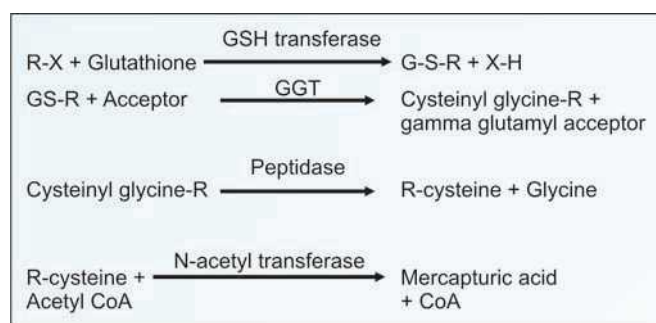 GSH transferase
R-X + Glutathione G-S-R + X-H
GGT
GS-R + Acceptor Cysteinyl glycine-R +
gamma glutamyl acceptor
Peptidase
Cysteinyl glycine-R R-cysteine + Glycine
N-acetyl transferase
R-cysteine + Mercapturic acid
Acetyl CoA + CoA